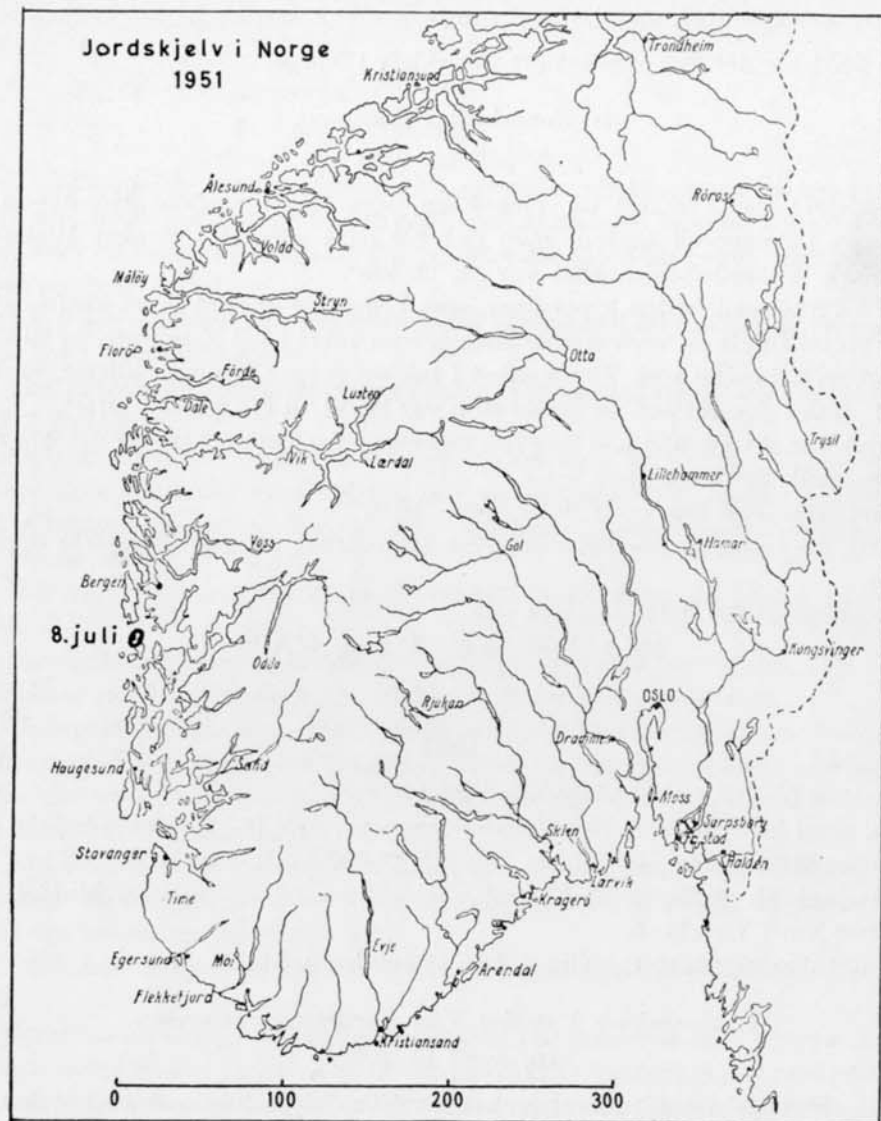 Jordskjelv i Norge
1951
Trondheim
Kristiansund
Røros
Ålesund
Volda
Måløy
Stryn
Florø
Otta
Førde
Luster
Dale
Trysil
Vik
Lærdal
Lillehammer
Voss
Gol
Hamar
Bergen
8. juli
Odda
Kongsvinger
Rjukan
OSLO
Drammen
Haugesund
Sand
Moss
Skien
Sarpsborg
Stavanger
Halden
Larvik
Time
Kragerø
Evje
Egersund
Moi
Arendal
Flekkefjord
Kristiansand
0 100 200 300